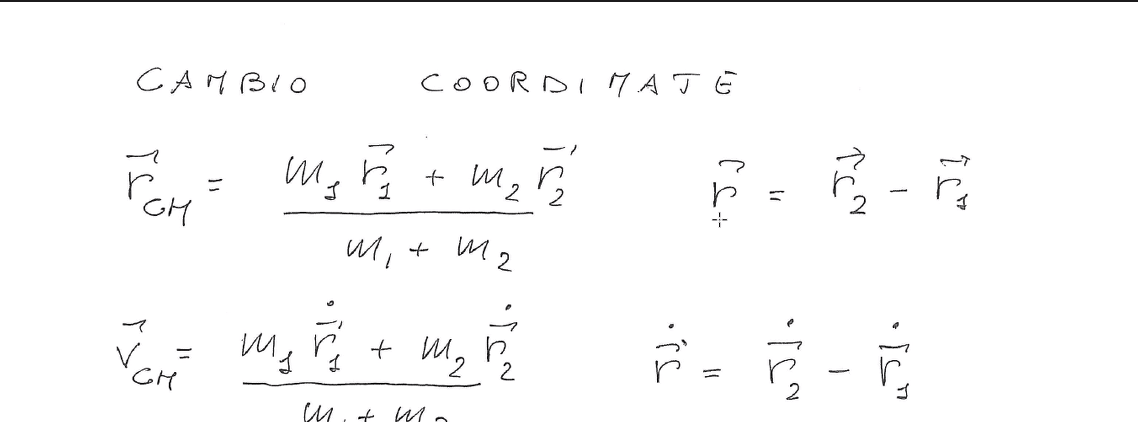 CAMBIO COORDINATE
$\vec{r}_{CM} = \frac{m_1 \vec{r}_1 + m_2 \vec{r}_2}{m_1 + m_2}$ $\vec{r} = \vec{r}_2 - \vec{r}_1$
$\vec{v}_{CM} = \frac{m_1 \dot{\vec{r}}_1 + m_2 \dot{\vec{r}}_2}{m_1 + m_2}$ $\dot{\vec{r}} = \dot{\vec{r}}_2 - \dot{\vec{r}}_1$